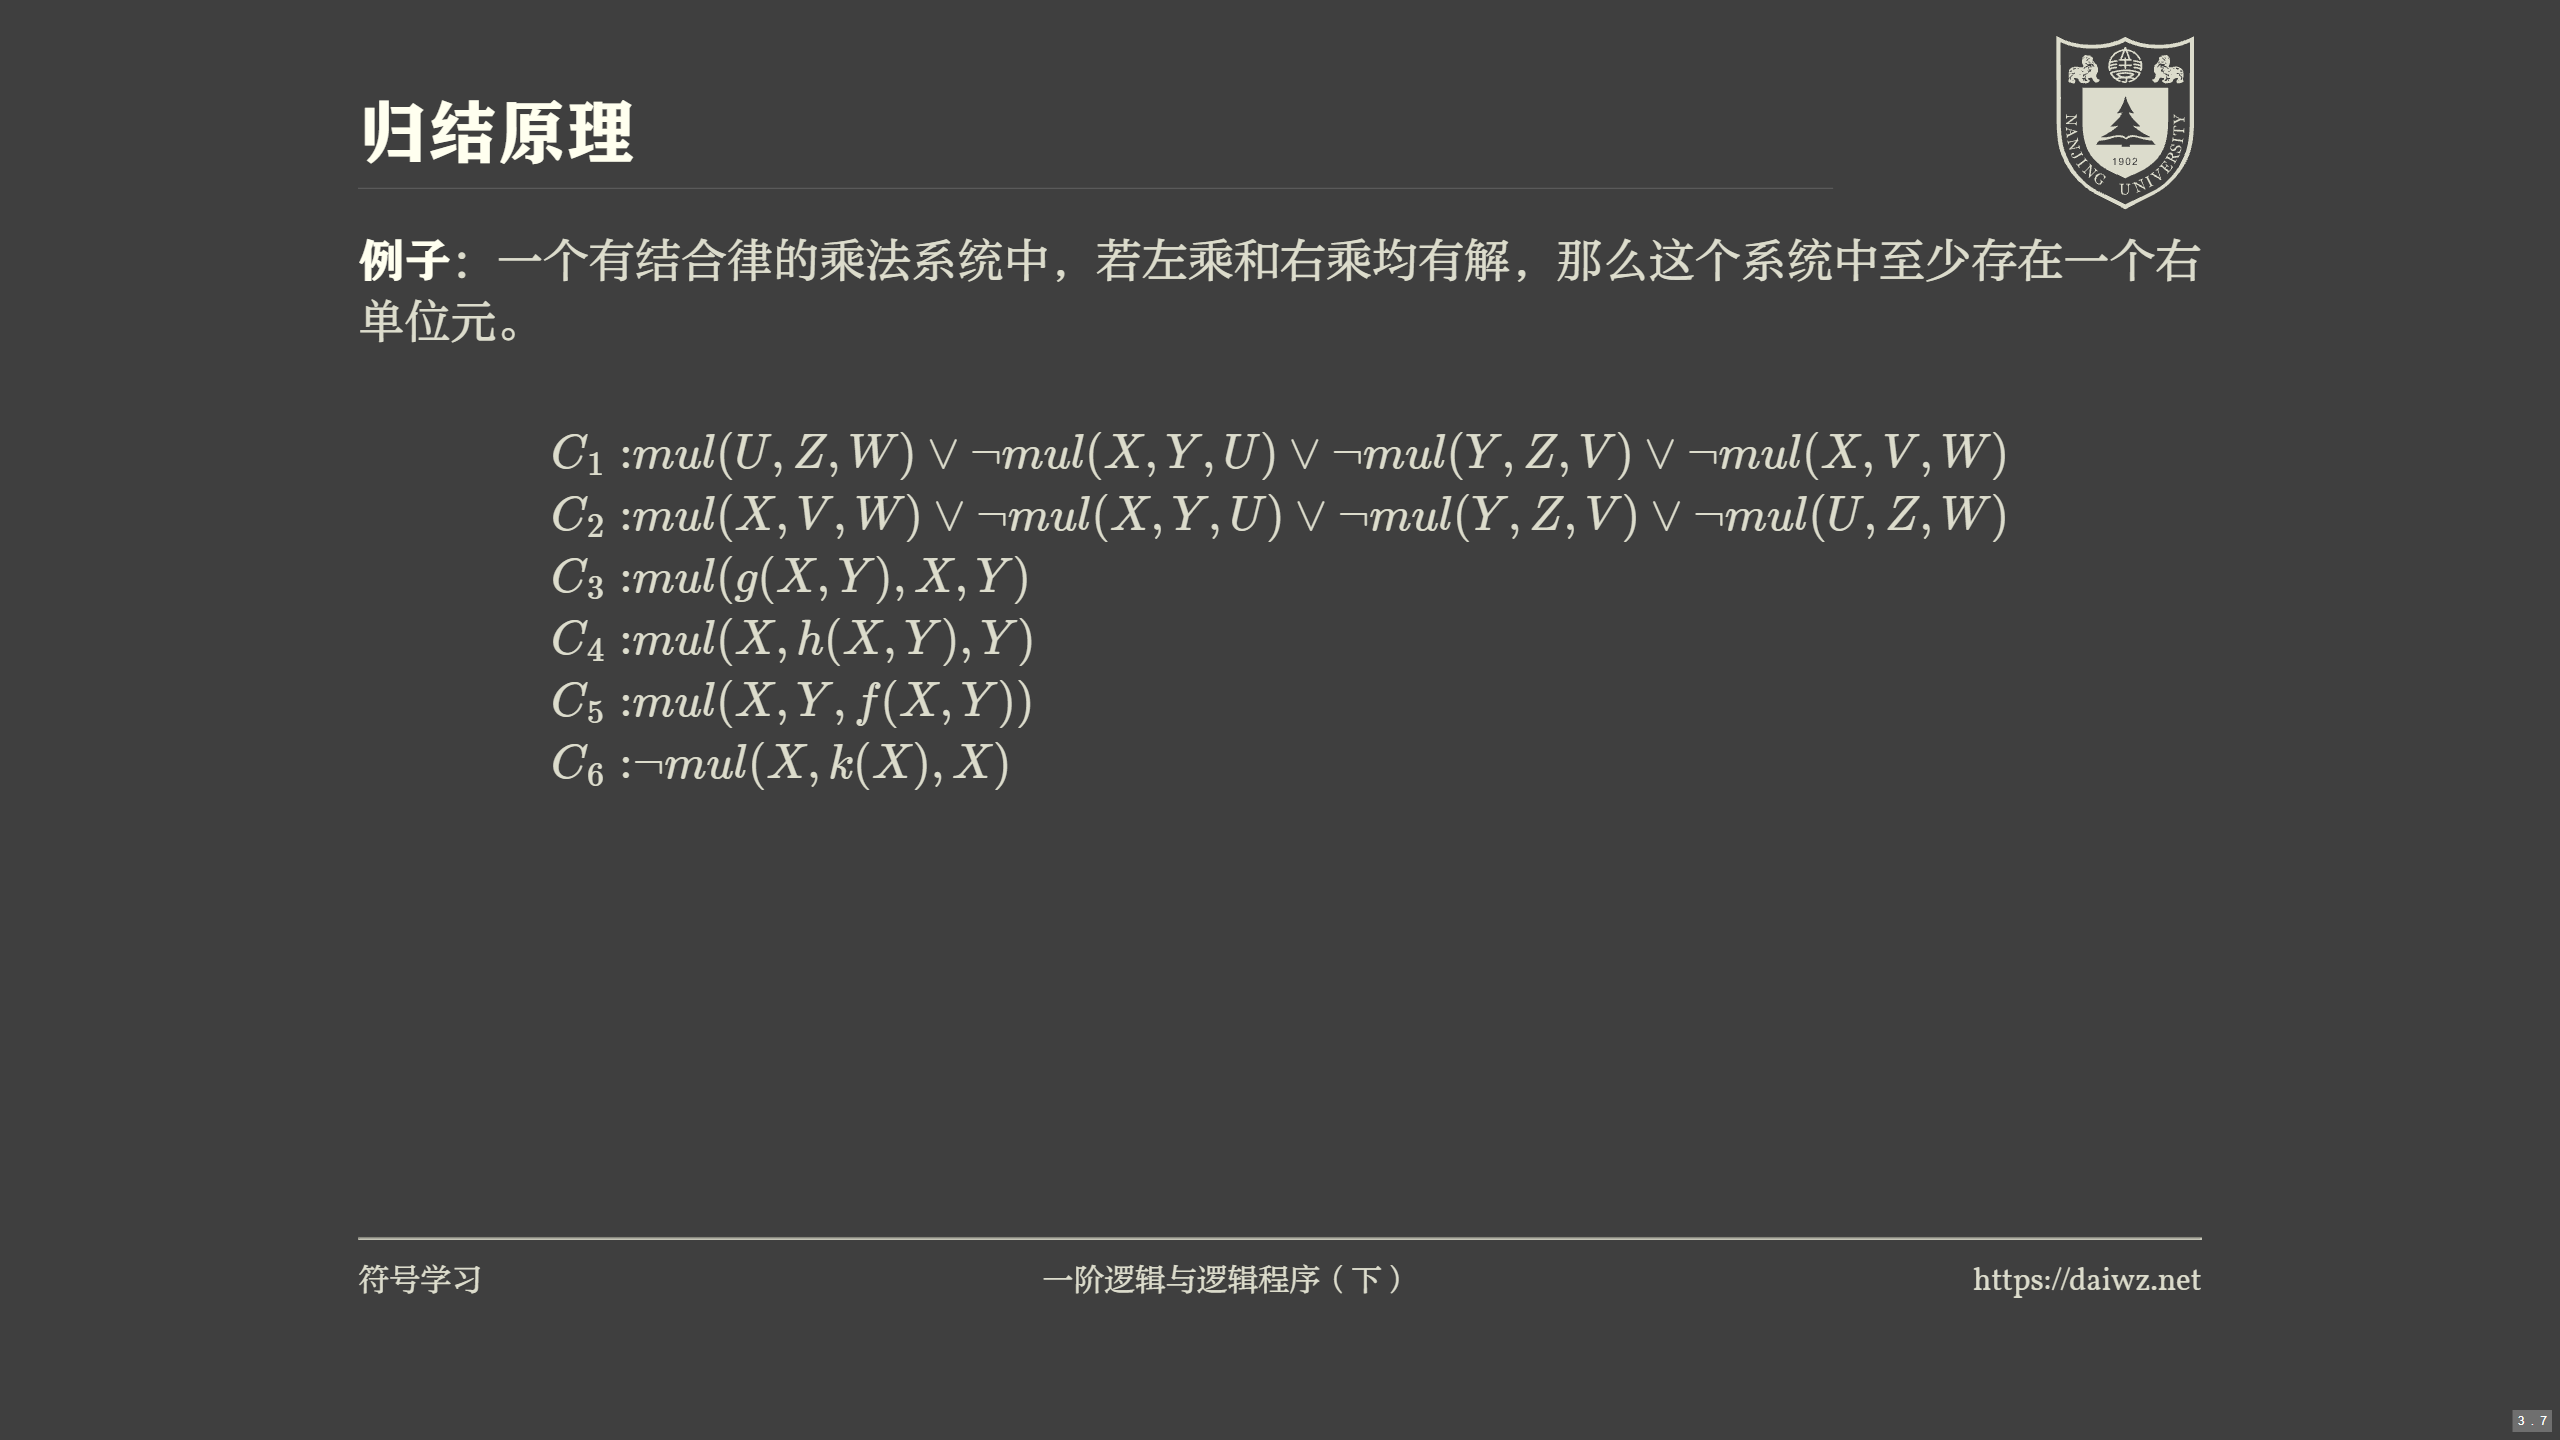 归结原理
NANJING UNIVERSITY
1902
例子：一个有结合律的乘法系统中，若左乘和右乘均有解，那么这个系统中至少存在一个右
单位元。
C₁ :mul(U, Z, W) ∨ ¬mul(X, Y, U) ∨ ¬mul(Y, Z, V) ∨ ¬mul(X, V, W)
C₂ :mul(X, V, W) ∨ ¬mul(X, Y, U) ∨ ¬mul(Y, Z, V) ∨ ¬mul(U, Z, W)
C₃ :mul(g(X, Y), X, Y)
C₄ :mul(X, h(X, Y), Y)
C₅ :mul(X, Y, f(X, Y))
C₆ :¬mul(X, k(X), X)
符号学习 一阶逻辑与逻辑程序（下） https://daiwz.net
3 . 7